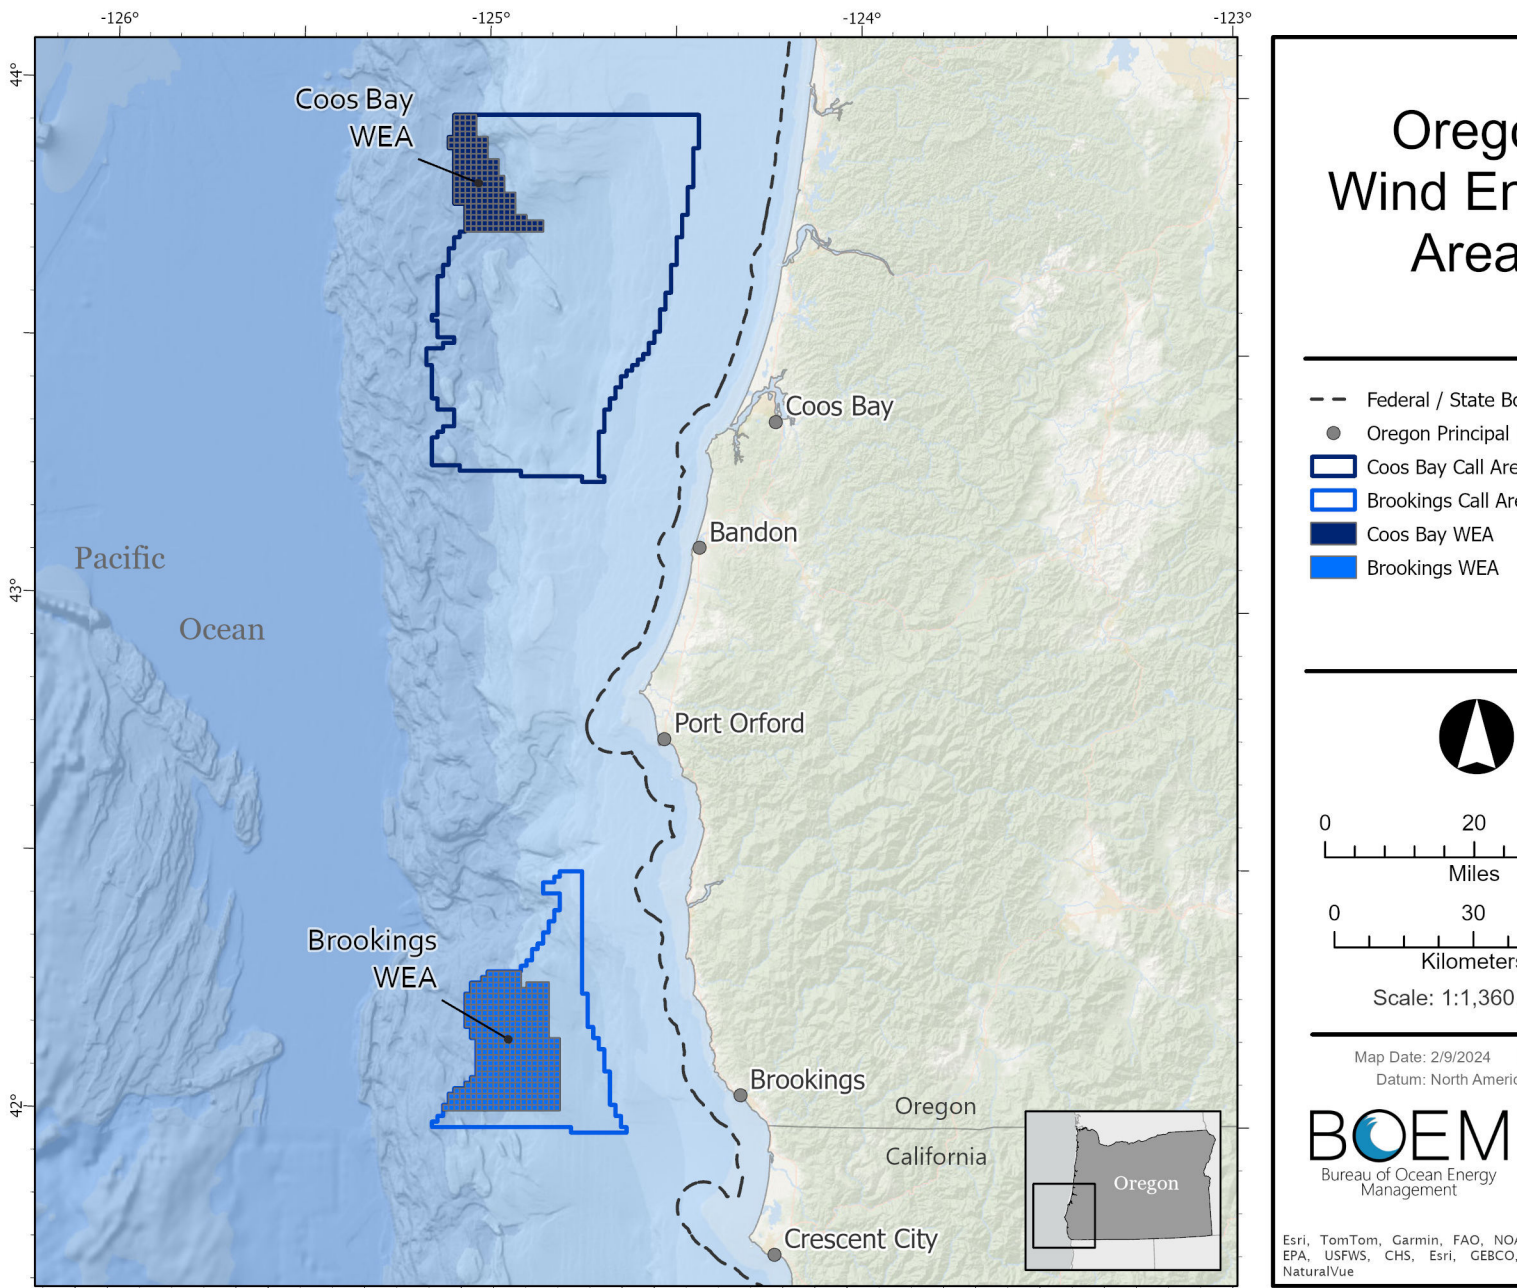 -126°
-125°
-124°
-123°
44°
43°
42°
Coos Bay
WEA
Coos Bay
Bandon
Pacific
Ocean
Port Orford
Brookings
WEA
Brookings
Oregon
California
Crescent City
Oregon
Orego
Wind En
Area
Federal / State Bo
Oregon Principal
Coos Bay Call Are
Brookings Call Are
Coos Bay WEA
Brookings WEA
0 20
Miles
0 30
Kilometers
Scale: 1:1,360
Map Date: 2/9/2024
Datum: North Americ
BOEM
Bureau of Ocean Energy
Management
Esri, TomTom, Garmin, FAO, NOA
EPA, USFWS, CHS, Esri, GEBCO,
NaturalVue